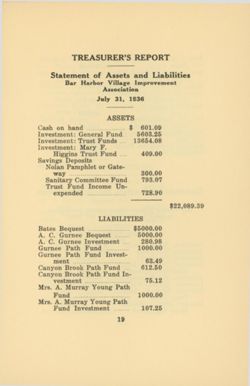 TREASURER'S REPORT
Statement of Assets and Liabilities
Bar Harbor Village Improvement
Association
July 31, 1936
ASSETS
Cash on hand $ 601.09
Investment: General Fund 5603.25
Investment: Trust Funds 13654.08
Investment: Mary F.
Higgins Trust Fund 409.00
Savings Deposits
Nolan Pamphlet or Gate-
way 300.00
Sanitary Committee Fund 793.07
Trust Fund Income Un-
expended 728.90
$22,089.39
LIABILITIES
Bates Bequest $5000.00
A. C. Gurnee Bequest 5000.00
A. C. Gurnee Investment 280.98
Gurnee Path Fund 1000.00
Gurnee Path Fund Invest-
ment 63.49
Canyon Brook Path Fund 612.50
Canyon Brook Path Fund In-
vestment 75.12
Mrs. A. Murray Young Path
Fund 1000.00
Mrs. A. Murray Young Path
Fund Investment 107.25
19